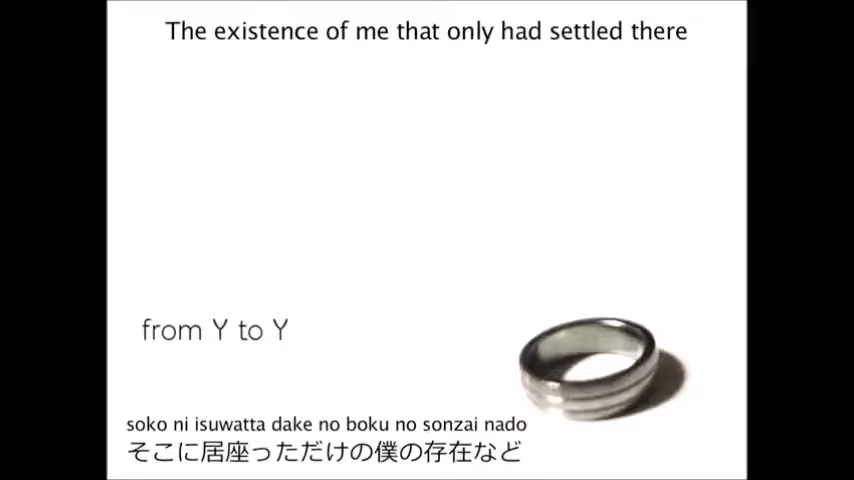 The existence of me that only had settled there
from Y to Y
soko ni isuwatta dake no boku no sonzai nado
そこに居座っただけの僕の存在など